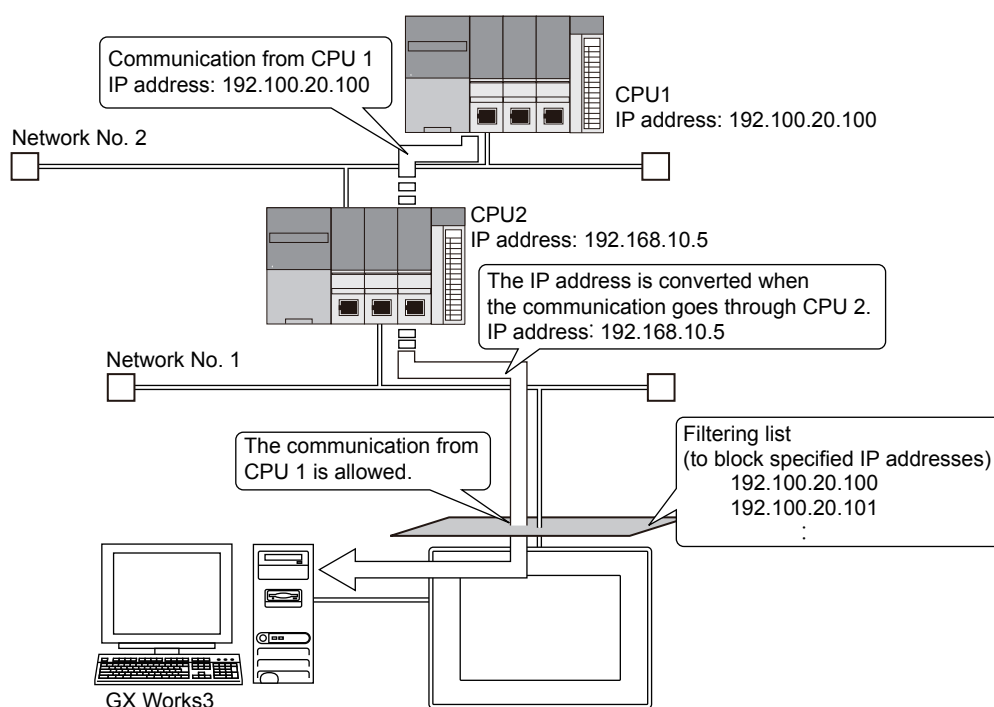 Communication from CPU 1
IP address: 192.100.20.100
CPU1
IP address: 192.100.20.100
Network No. 2
CPU2
IP address: 192.168.10.5
The IP address is converted when
the communication goes through CPU 2.
IP address: 192.168.10.5
Network No. 1
The communication from
CPU 1 is allowed.
Filtering list
(to block specified IP addresses)
192.100.20.100
192.100.20.101
:
GX Works3